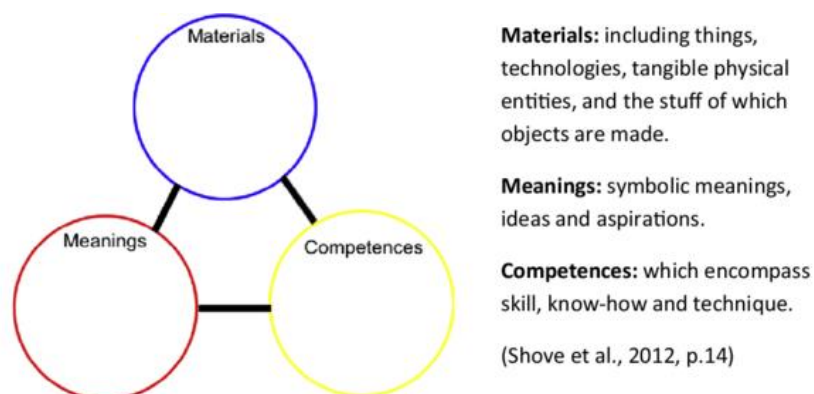 Materials
Meanings
Competences
Materials: including things,
technologies, tangible physical
entities, and the stuff of which
objects are made.
Meanings: symbolic meanings,
ideas and aspirations.
Competences: which encompass
skill, know-how and technique.
(Shove et al., 2012, p.14)